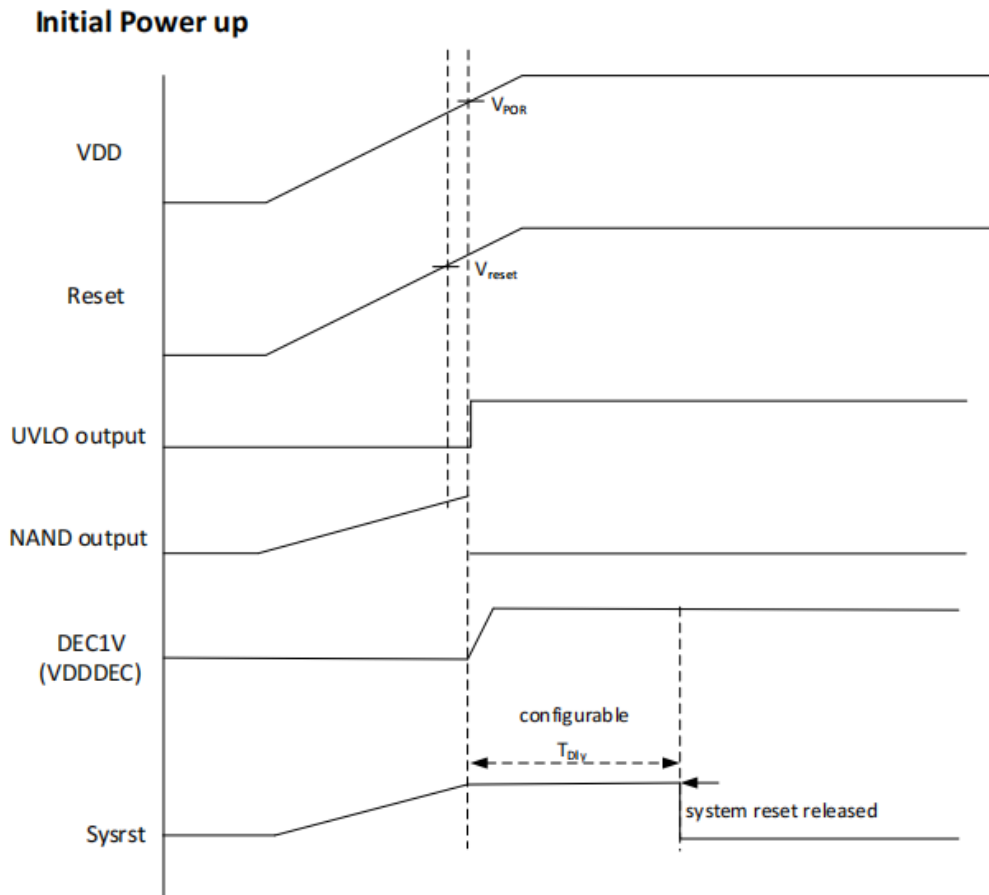 Initial Power up
VPOR
VDD
Vreset
Reset
UVLO output
NAND output
DEC1V
(VDDDEC)
configurable
TDly
system reset released
Sysrst